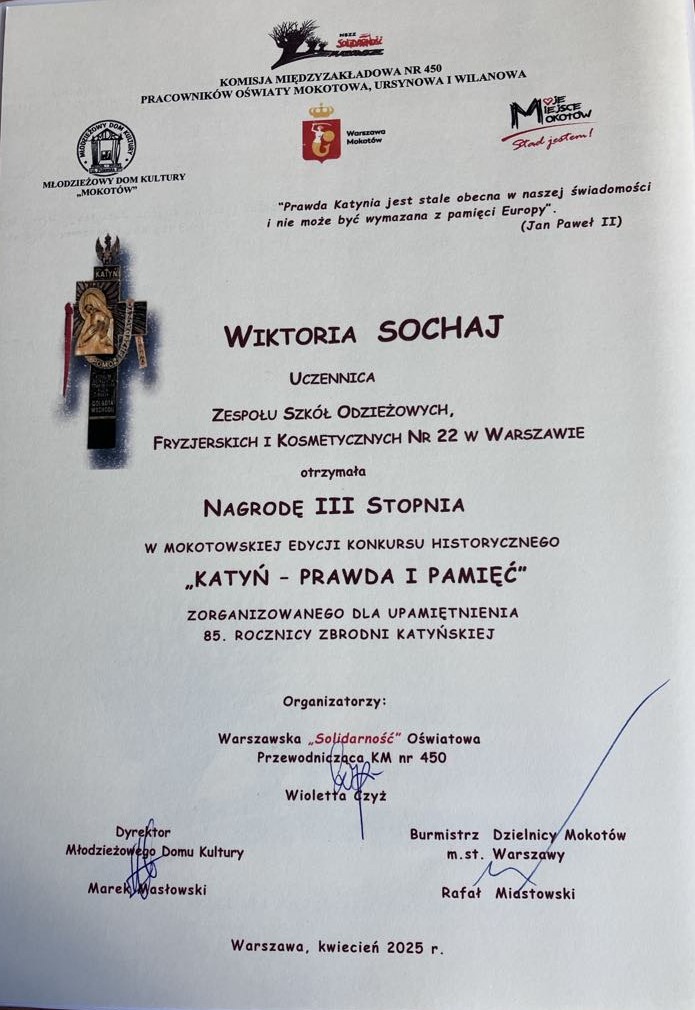 NSZZ
SOLIDARNOŚĆ
KOMISJA MIĘDZYZAKŁADOWA NR 450
PRACOWNIKÓW OŚWIATY MOKOTOWA, URSYNOWA I WILANOWA
MŁODZIEŻOWY DOM KULTURY
MŁODZIEŻOWY DOM KULTURY
„MOKOTÓW”
Warszawa
Mokotów
MOJE
MIEJSCE
MOKOTÓW
Stąd jestem!
"Prawda Katynia jest stale obecna w naszej świadomości
i nie może być wymazana z pamięci Europy".
(Jan Paweł II)
KATYŃ
WIKTORIA SOCHAJ
UCZENNICA
ZESPOŁU SZKÓŁ ODZIEŻOWYCH,
FRYZJERSKICH I KOSMETYCZNYCH NR 22 W WARSZAWIE
otrzymała
NAGRODĘ III STOPNIA
W MOKOTOWSKIEJ EDYCJI KONKURSU HISTORYCZNEGO
„KATYŃ – PRAWDA I PAMIĘĆ”
ZORGANIZOWANEGO DLA UPAMIĘTNIENIA
85. ROCZNICY ZBRODNI KATYŃSKIEJ
Organizatorzy:
Warszawska „Solidarność” Oświatowa
Przewodnicząca KM nr 450
Wioletta Czyż
Dyrektor
Młodzieżowego Domu Kultury
Marek Masłowski
Burmistrz Dzielnicy Mokotów
m.st. Warszawy
Rafał Miastowski
Warszawa, kwiecień 2025 r.